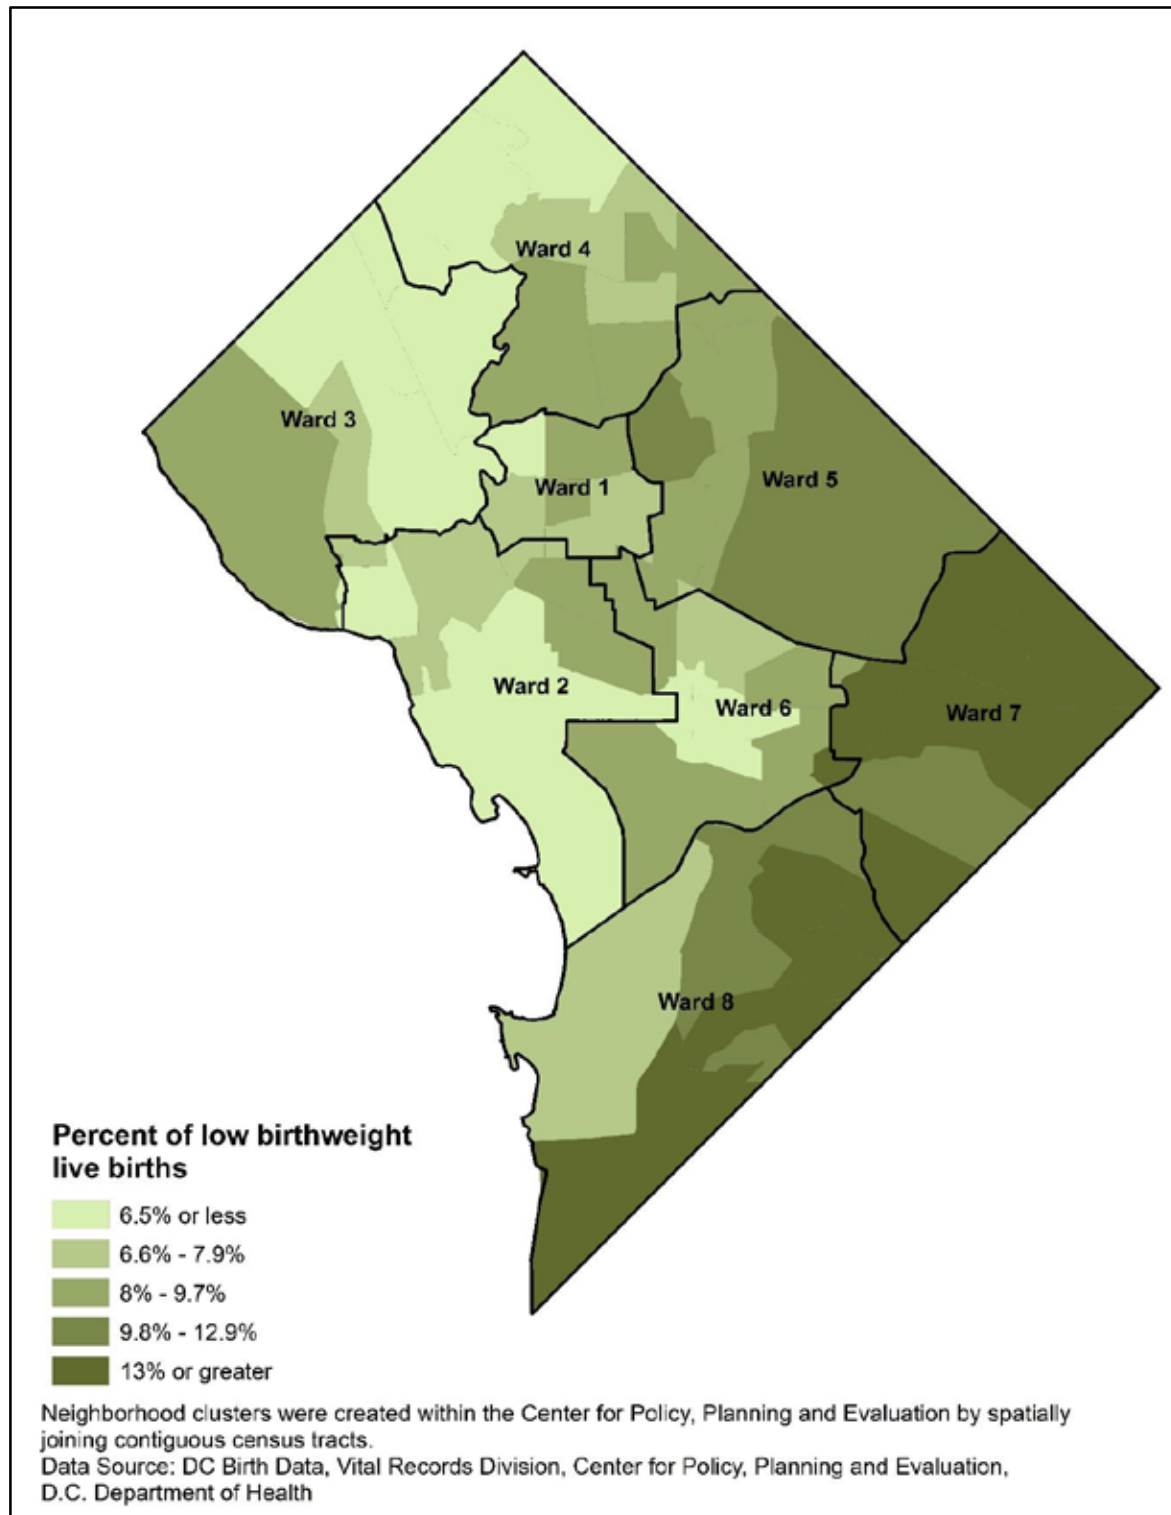 Ward 4
Ward 3
Ward 1
Ward 5
Ward 2
Ward 6
Ward 7
Ward 8
Percent of low birthweight
live births
6.5% or less
6.6% - 7.9%
8% - 9.7%
9.8% - 12.9%
13% or greater
Neighborhood clusters were created within the Center for Policy, Planning and Evaluation by spatially
joining contiguous census tracts.
Data Source: DC Birth Data, Vital Records Division, Center for Policy, Planning and Evaluation,
D.C. Department of Health